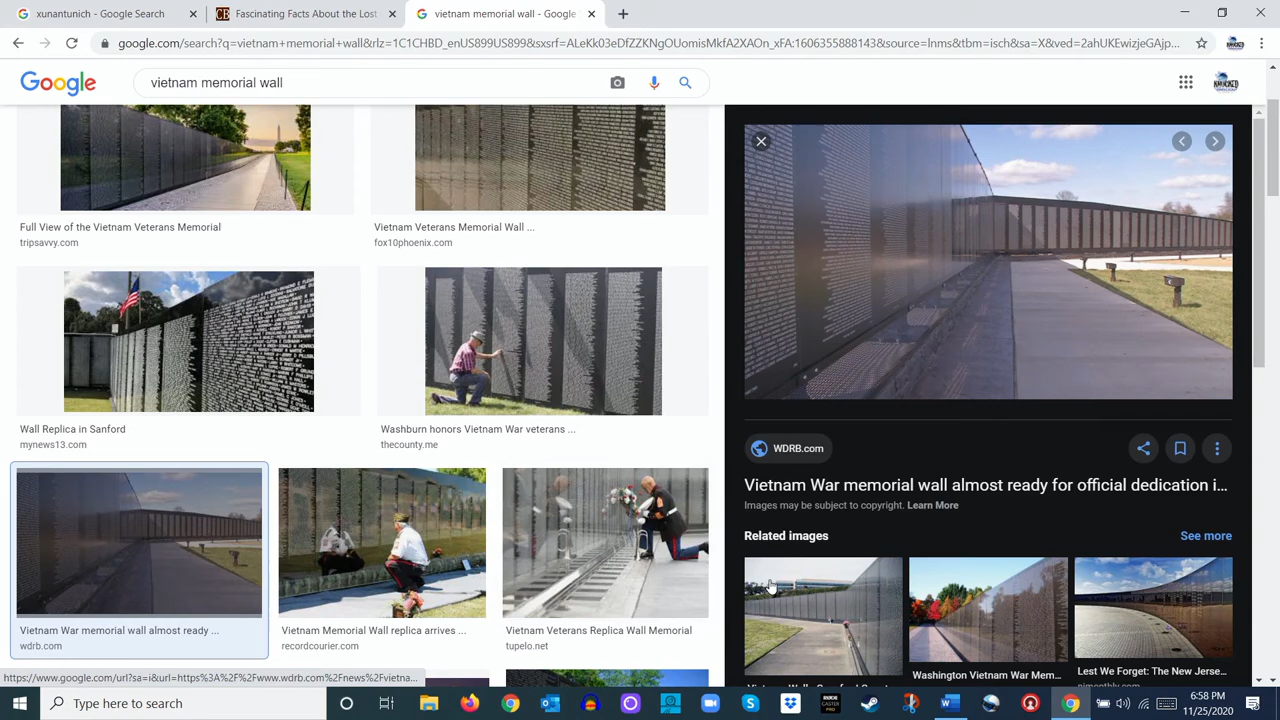 xunantunich - Google Search
Fascinating Facts About the Lost
vietnam memorial wall - Google
google.com/search?q=vietnam+memorial+wall&rlz=1C1CHBD_enUS899US899&sxsrf=ALeKk03eDfZZKNgOUomisMkfA2XAOn_xFA:1606355888143&source=lnms&tbm=isch&sa=X&ved=2ahUKEwizjeGAjp...
Google
vietnam memorial wall
Full View of the Vietnam Veterans Memorial
Vietnam Veterans Memorial Wall ...
tripsavvy.com
fox10phoenix.com
Wall Replica in Sanford
Washburn honors Vietnam War veterans ...
mynews13.com
thecounty.me
WDRB.com
Vietnam War memorial wall almost ready for official dedication i...
Images may be subject to copyright. Learn More
Related images
See more
Vietnam War memorial wall almost ready ...
Vietnam Memorial Wall replica arrives ...
Vietnam Veterans Replica Wall Memorial
wdrb.com
recordcourier.com
tupelo.net
Washington Vietnam War Mem...
Lest We Forget: The New Jerse...
njmonthly.com
https://www.google.com/url?sa=i&url=https%3A%2F%2Fwww.wdrb.com%2Fnews%2Fvietna...
Type here to search
6:58 PM
11/25/2020